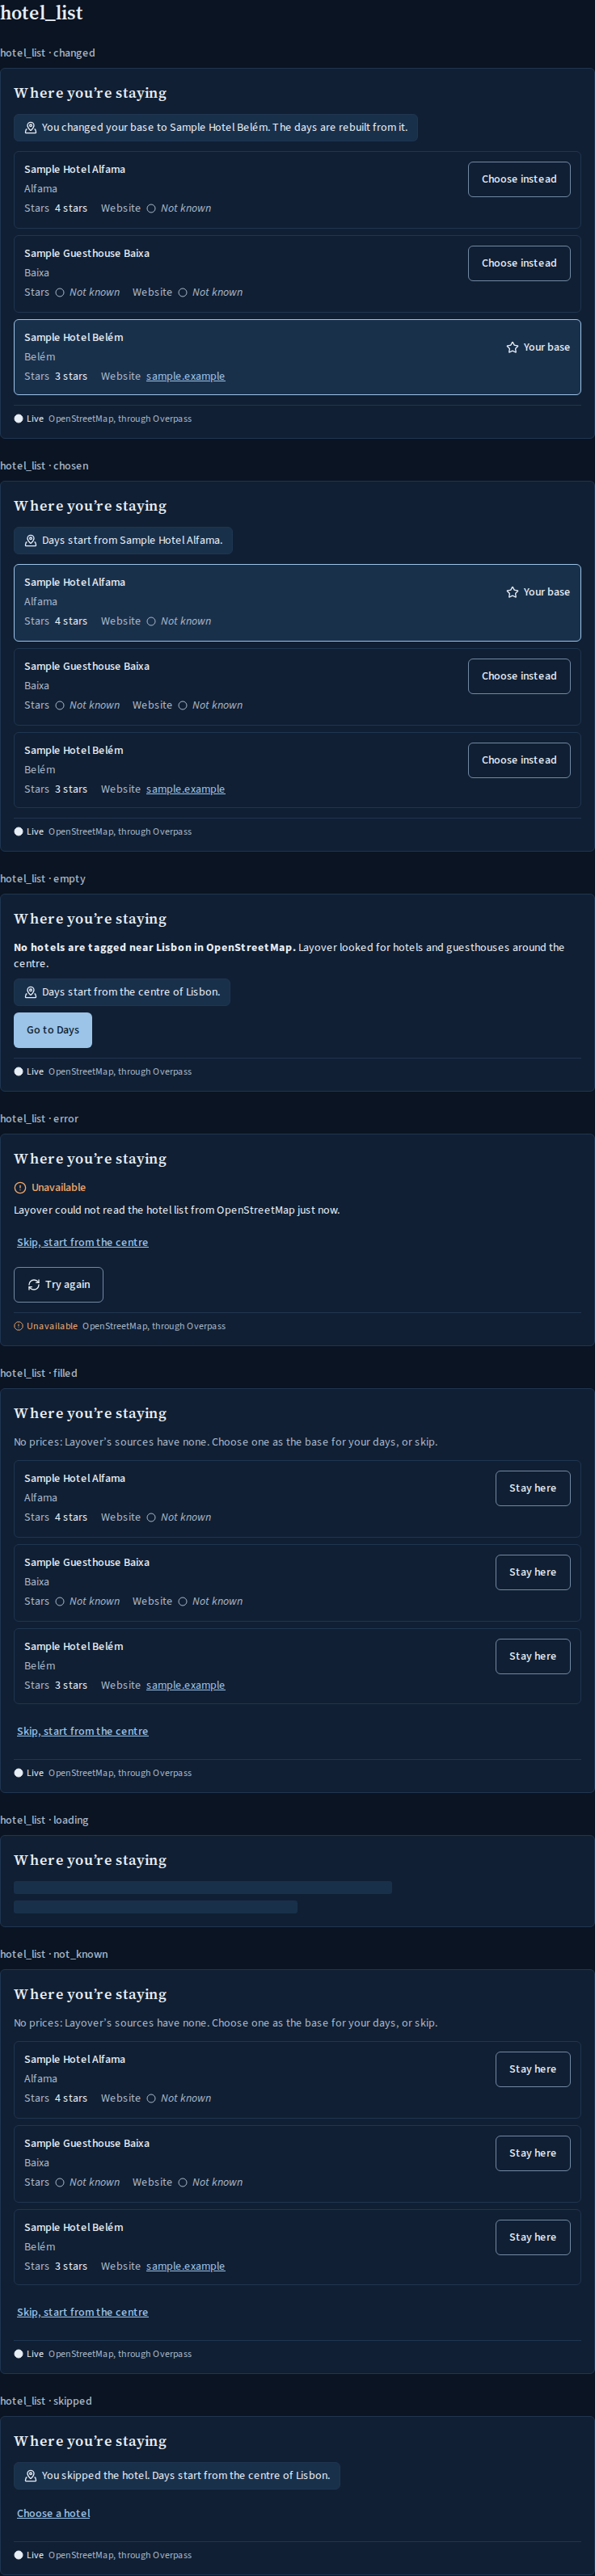 hotel_list
hotel_list · changed
Where you’re staying
You changed your base to Sample Hotel Belém. The days are rebuilt from it.
Sample Hotel Alfama
Choose instead
Alfama
Stars 4 stars Website Not known
Sample Guesthouse Baixa
Choose instead
Baixa
Stars Not known Website Not known
Sample Hotel Belém
Your base
Belém
Stars 3 stars Website sample.example
Live OpenStreetMap, through Overpass
hotel_list · chosen
Where you’re staying
Days start from Sample Hotel Alfama.
Sample Hotel Alfama
Your base
Alfama
Stars 4 stars Website Not known
Sample Guesthouse Baixa
Choose instead
Baixa
Stars Not known Website Not known
Sample Hotel Belém
Choose instead
Belém
Stars 3 stars Website sample.example
Live OpenStreetMap, through Overpass
hotel_list · empty
Where you’re staying
No hotels are tagged near Lisbon in OpenStreetMap. Layover looked for hotels and guesthouses around the
centre.
Days start from the centre of Lisbon.
Go to Days
Live OpenStreetMap, through Overpass
hotel_list · error
Where you’re staying
Unavailable
Layover could not read the hotel list from OpenStreetMap just now.
Skip, start from the centre
Try again
Unavailable OpenStreetMap, through Overpass
hotel_list · filled
Where you’re staying
No prices: Layover’s sources have none. Choose one as the base for your days, or skip.
Sample Hotel Alfama
Stay here
Alfama
Stars 4 stars Website Not known
Sample Guesthouse Baixa
Stay here
Baixa
Stars Not known Website Not known
Sample Hotel Belém
Stay here
Belém
Stars 3 stars Website sample.example
Skip, start from the centre
Live OpenStreetMap, through Overpass
hotel_list · loading
Where you’re staying
hotel_list · not_known
Where you’re staying
No prices: Layover’s sources have none. Choose one as the base for your days, or skip.
Sample Hotel Alfama
Stay here
Alfama
Stars 4 stars Website Not known
Sample Guesthouse Baixa
Stay here
Baixa
Stars Not known Website Not known
Sample Hotel Belém
Stay here
Belém
Stars 3 stars Website sample.example
Skip, start from the centre
Live OpenStreetMap, through Overpass
hotel_list · skipped
Where you’re staying
You skipped the hotel. Days start from the centre of Lisbon.
Choose a hotel
Live OpenStreetMap, through Overpass